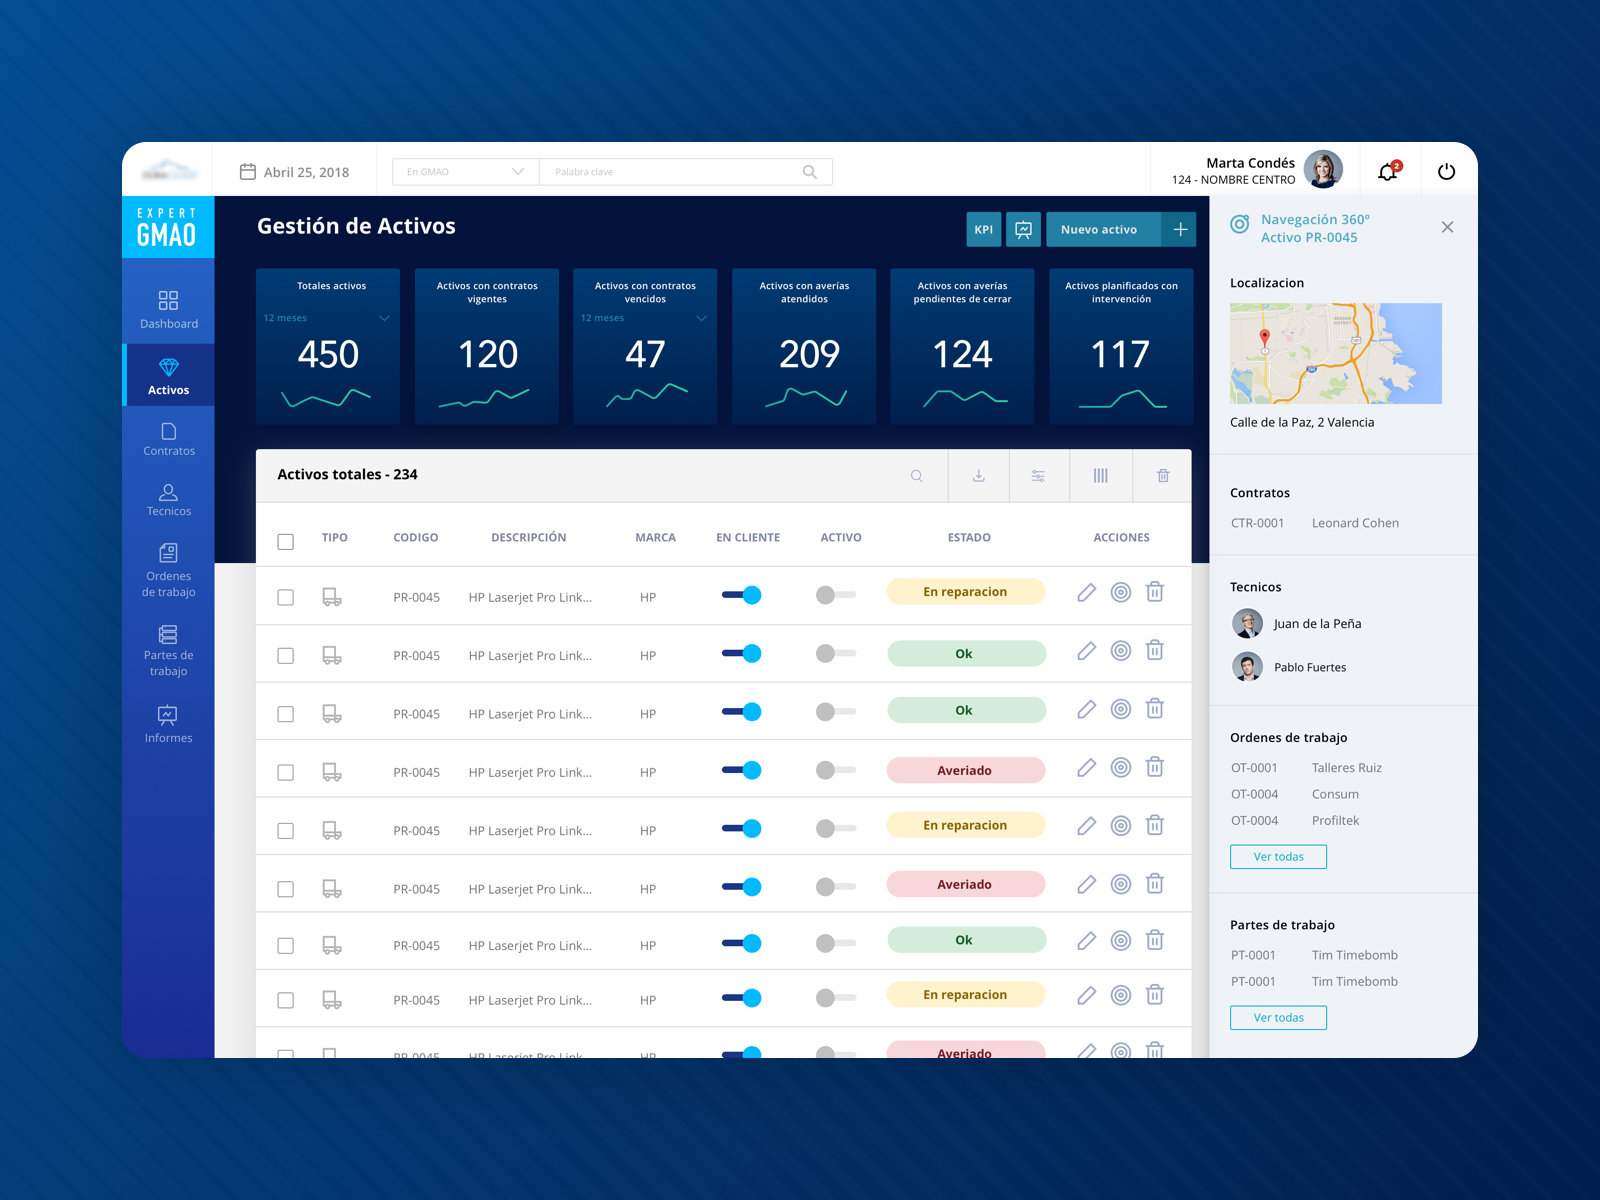 Abril 25, 2018
En GMAO
Palabra clave
Marta Condés
124 - NOMBRE CENTRO
2
EXPERT
GMAO
Dashboard
Activos
Contratos
Tecnicos
Ordenes
de trabajo
Partes de
trabajo
Informes
Gestión de Activos
KPI
Nuevo activo
Totales activos
12 meses
450
Activos con contratos
vigentes
120
Activos con contratos
vencidos
12 meses
47
Activos con averías
atendidos
209
Activos con averías
pendientes de cerrar
124
Activos planificados con
intervención
117
Activos totales - 234
TIPO CODIGO DESCRIPCIÓN MARCA EN CLIENTE ACTIVO ESTADO ACCIONES
PR-0045 HP Laserjet Pro Link... HP En reparacion
PR-0045 HP Laserjet Pro Link... HP Ok
PR-0045 HP Laserjet Pro Link... HP Ok
PR-0045 HP Laserjet Pro Link... HP Averiado
PR-0045 HP Laserjet Pro Link... HP En reparacion
PR-0045 HP Laserjet Pro Link... HP Averiado
PR-0045 HP Laserjet Pro Link... HP Ok
PR-0045 HP Laserjet Pro Link... HP En reparacion
PR-0045 HP Laserjet Pro Link... HP Averiado
Navegación 360º
Activo PR-0045
Localizacion
Calle de la Paz, 2 Valencia
Contratos
CTR-0001 Leonard Cohen
Tecnicos
Juan de la Peña
Pablo Fuertes
Ordenes de trabajo
OT-0001 Talleres Ruiz
OT-0004 Consum
OT-0004 Profiltek
Ver todas
Partes de trabajo
PT-0001 Tim Timebomb
PT-0001 Tim Timebomb
Ver todas